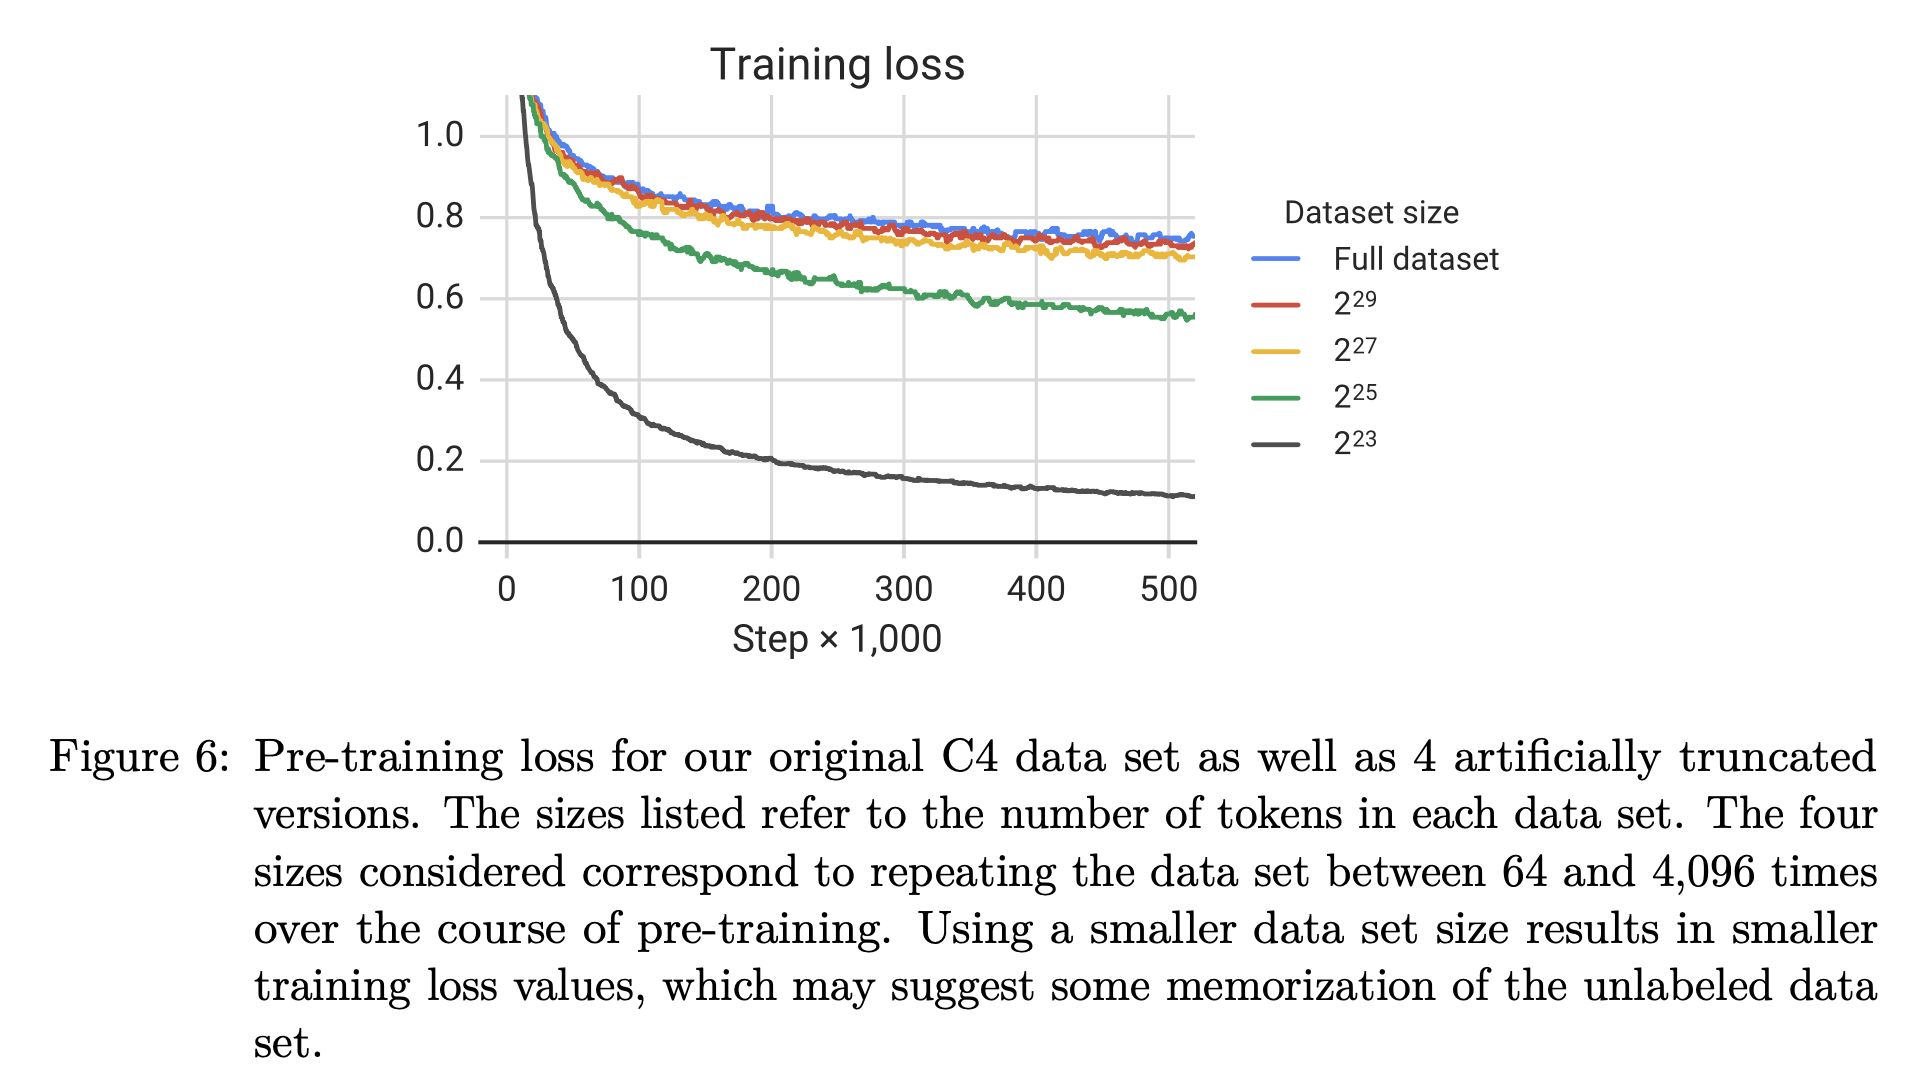 Training loss
1.0
0.8
0.6
0.4
0.2
0.0
0 100 200 300 400 500
Step × 1,000
Dataset size
Full dataset
2²⁹
2²⁷
2²⁵
2²³
Figure 6: Pre-training loss for our original C4 data set as well as 4 artificially truncated
versions. The sizes listed refer to the number of tokens in each data set. The four
sizes considered correspond to repeating the data set between 64 and 4,096 times
over the course of pre-training. Using a smaller data set size results in smaller
training loss values, which may suggest some memorization of the unlabeled data
set.